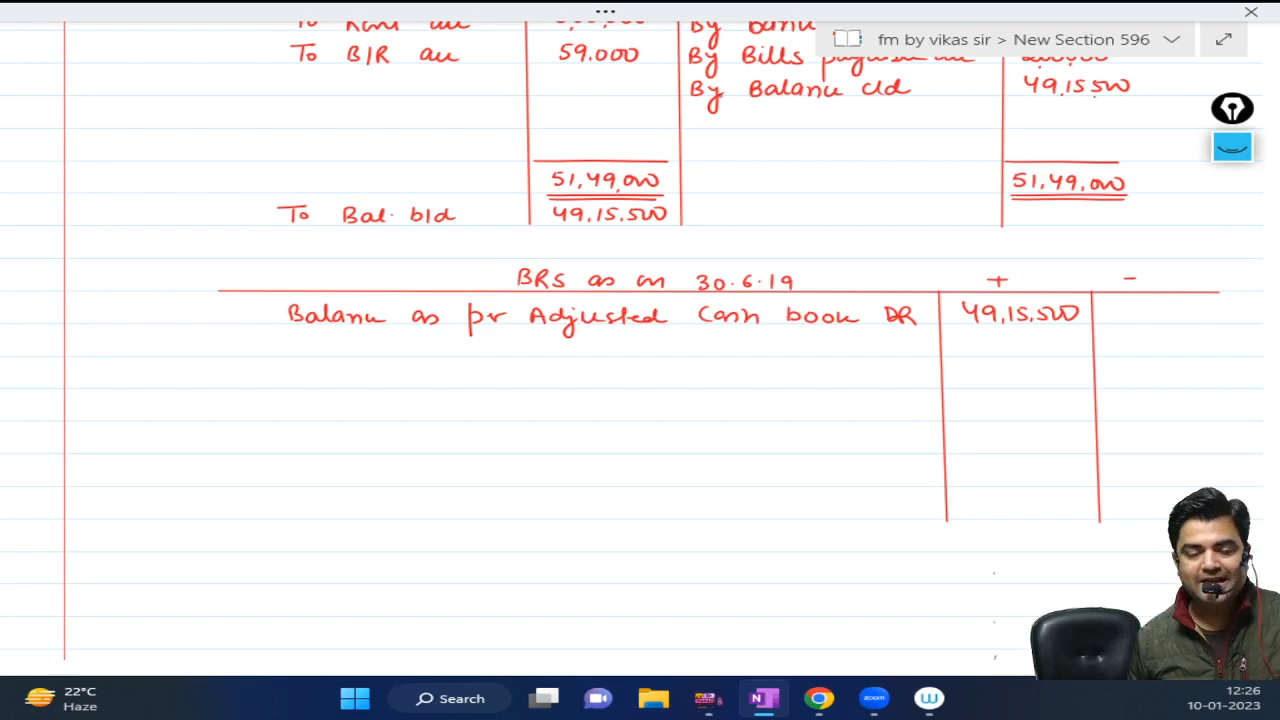 fm by vikas sir > New Section 596
To B/R a/c 59,000 By Bills
By Balance c/d 49,15,500
51,49,000 51,49,000
To Bal. b/d 49,15,500
BRS as on 30.6.19 + -
Balance as pr Adjusted Cash book DR 49,15,500
22°C
Haze
Search
zoom
12:26
10-01-2023